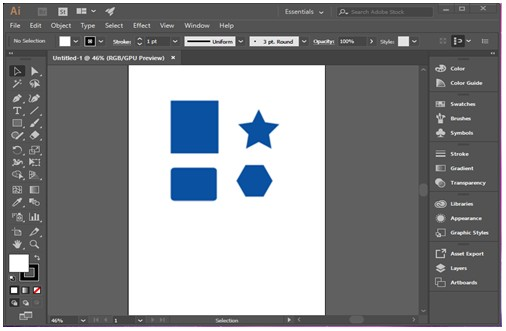 Ai Br St Essentials Search Adobe Stock
File Edit Object Type Select Effect View Window Help
No Selection Stroke: 1 pt Uniform 3 pt. Round Opacity: 100% Style:
Untitled-1 @ 46% (RGB/GPU Preview) ×
Color
Color Guide
Swatches
Brushes
Symbols
Stroke
Gradient
Transparency
Libraries
Appearance
Graphic Styles
Asset Export
Layers
Artboards
46% 1 Selection